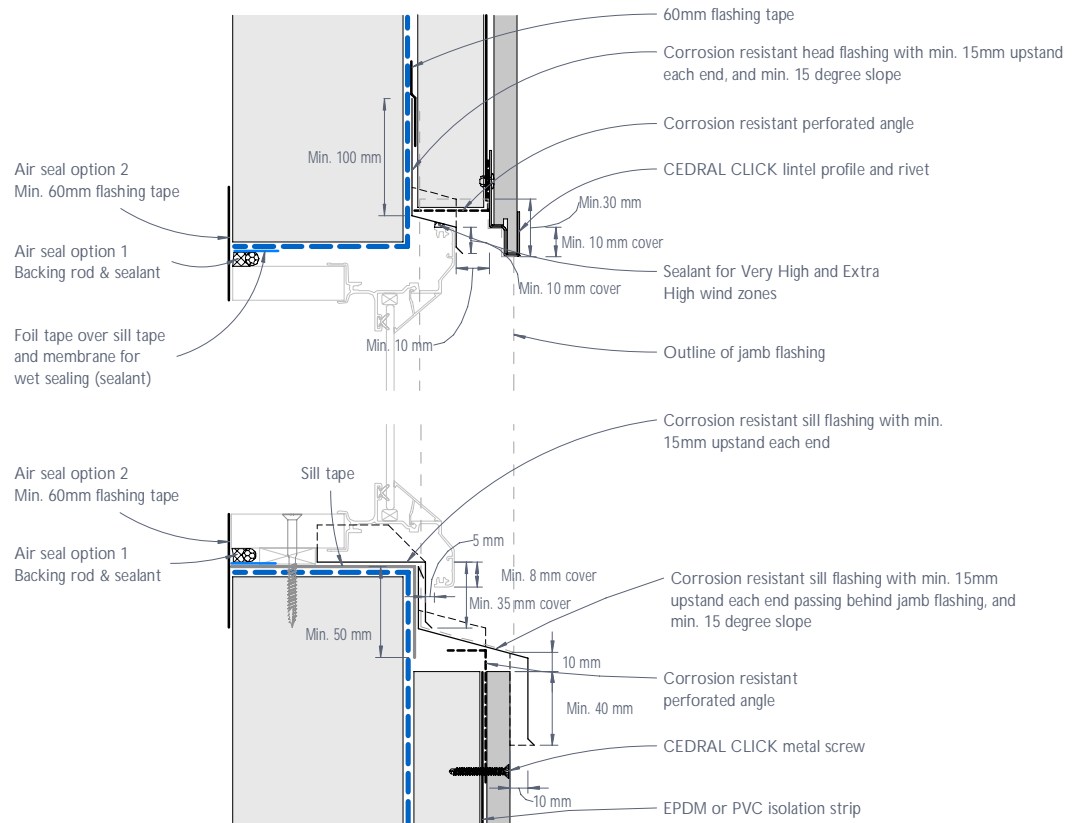 60mm flashing tape
Corrosion resistant head flashing with min. 15mm upstand
each end, and min. 15 degree slope
Corrosion resistant perforated angle
Min. 100 mm
Air seal option 2
Min. 60mm flashing tape
CEDRAL CLICK lintel profile and rivet
Min.30 mm
Min. 10 mm cover
Air seal option 1
Backing rod & sealant
Sealant for Very High and Extra
High wind zones
Min. 10 mm cover
Foil tape over sill tape
and membrane for
wet sealing (sealant)
Min. 10 mm
Outline of jamb flashing
Corrosion resistant sill flashing with min.
15mm upstand each end
Air seal option 2
Min. 60mm flashing tape
Sill tape
5 mm
Air seal option 1
Backing rod & sealant
Min. 8 mm cover
Min. 35 mm cover
Corrosion resistant sill flashing with min. 15mm
upstand each end passing behind jamb flashing, and
min. 15 degree slope
Min. 50 mm
10 mm
Corrosion resistant
perforated angle
Min. 40 mm
CEDRAL CLICK metal screw
10 mm
EPDM or PVC isolation strip